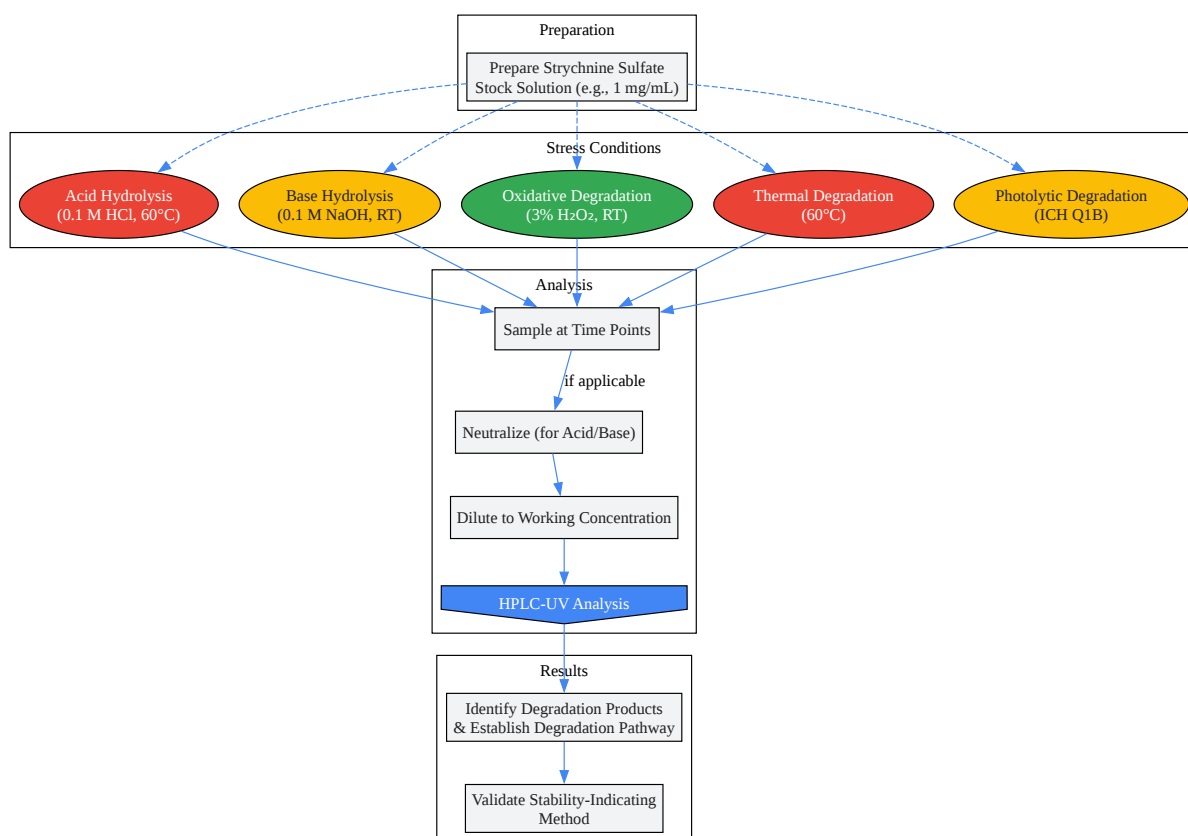 Preparation
Prepare Strychnine Sulfate
Stock Solution (e.g., 1 mg/mL)
Stress Conditions
Acid Hydrolysis
(0.1 M HCl, 60°C)
Base Hydrolysis
(0.1 M NaOH, RT)
Oxidative Degradation
(3% H₂O₂, RT)
Thermal Degradation
(60°C)
Photolytic Degradation
(ICH Q1B)
Analysis
Sample at Time Points
if applicable
Neutralize (for Acid/Base)
Dilute to Working Concentration
HPLC-UV Analysis
Results
Identify Degradation Products
& Establish Degradation Pathway
Validate Stability-Indicating
Method